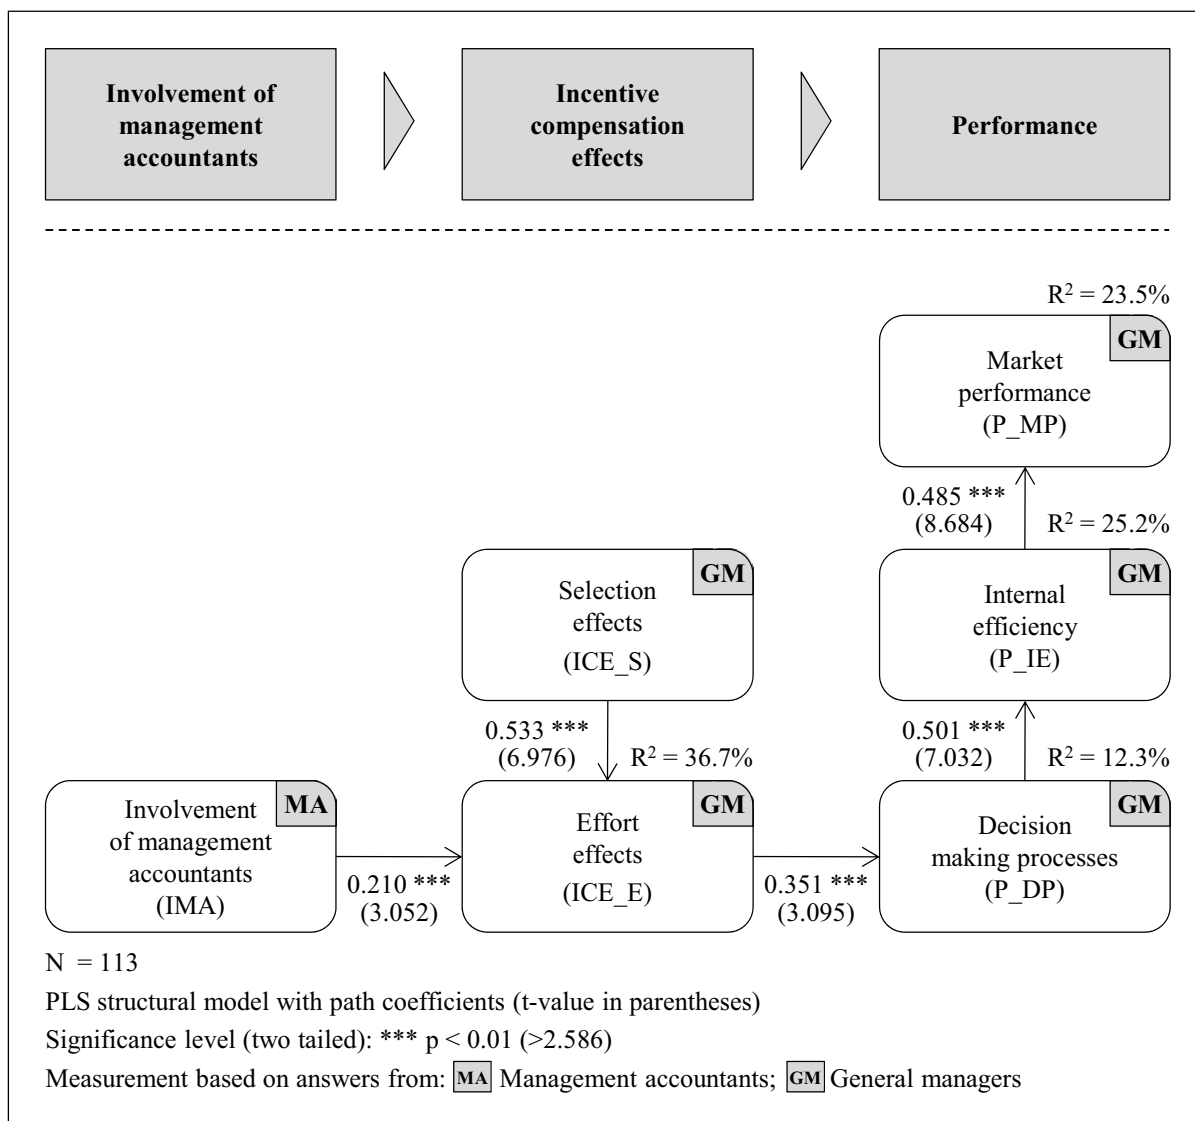 Involvement of
management
accountants
Incentive
compensation
effects
Performance
R² = 23.5%
GM
Market
performance
(P_MP)
0.485 ***
(8.684)
R² = 25.2%
GM
Selection
effects
(ICE_S)
GM
Internal
efficiency
(P_IE)
0.533 ***
(6.976)
R² = 36.7%
0.501 ***
(7.032)
R² = 12.3%
MA
Involvement
of management
accountants
(IMA)
0.210 ***
(3.052)
GM
Effort
effects
(ICE_E)
0.351 ***
(3.095)
GM
Decision
making processes
(P_DP)
N = 113
PLS structural model with path coefficients (t-value in parentheses)
Significance level (two tailed): *** p < 0.01 (>2.586)
Measurement based on answers from: MA Management accountants; GM General managers